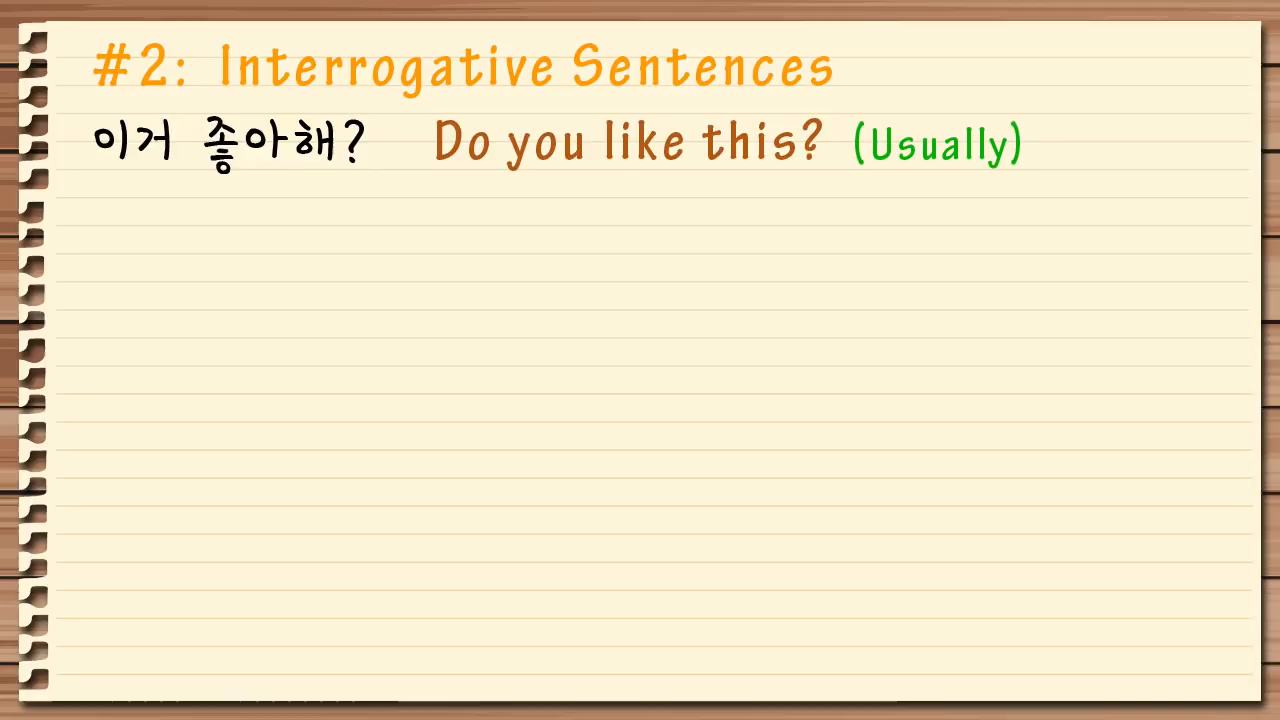 #2: Interrogative Sentences
이거 좋아해? Do you like this? (Usually)